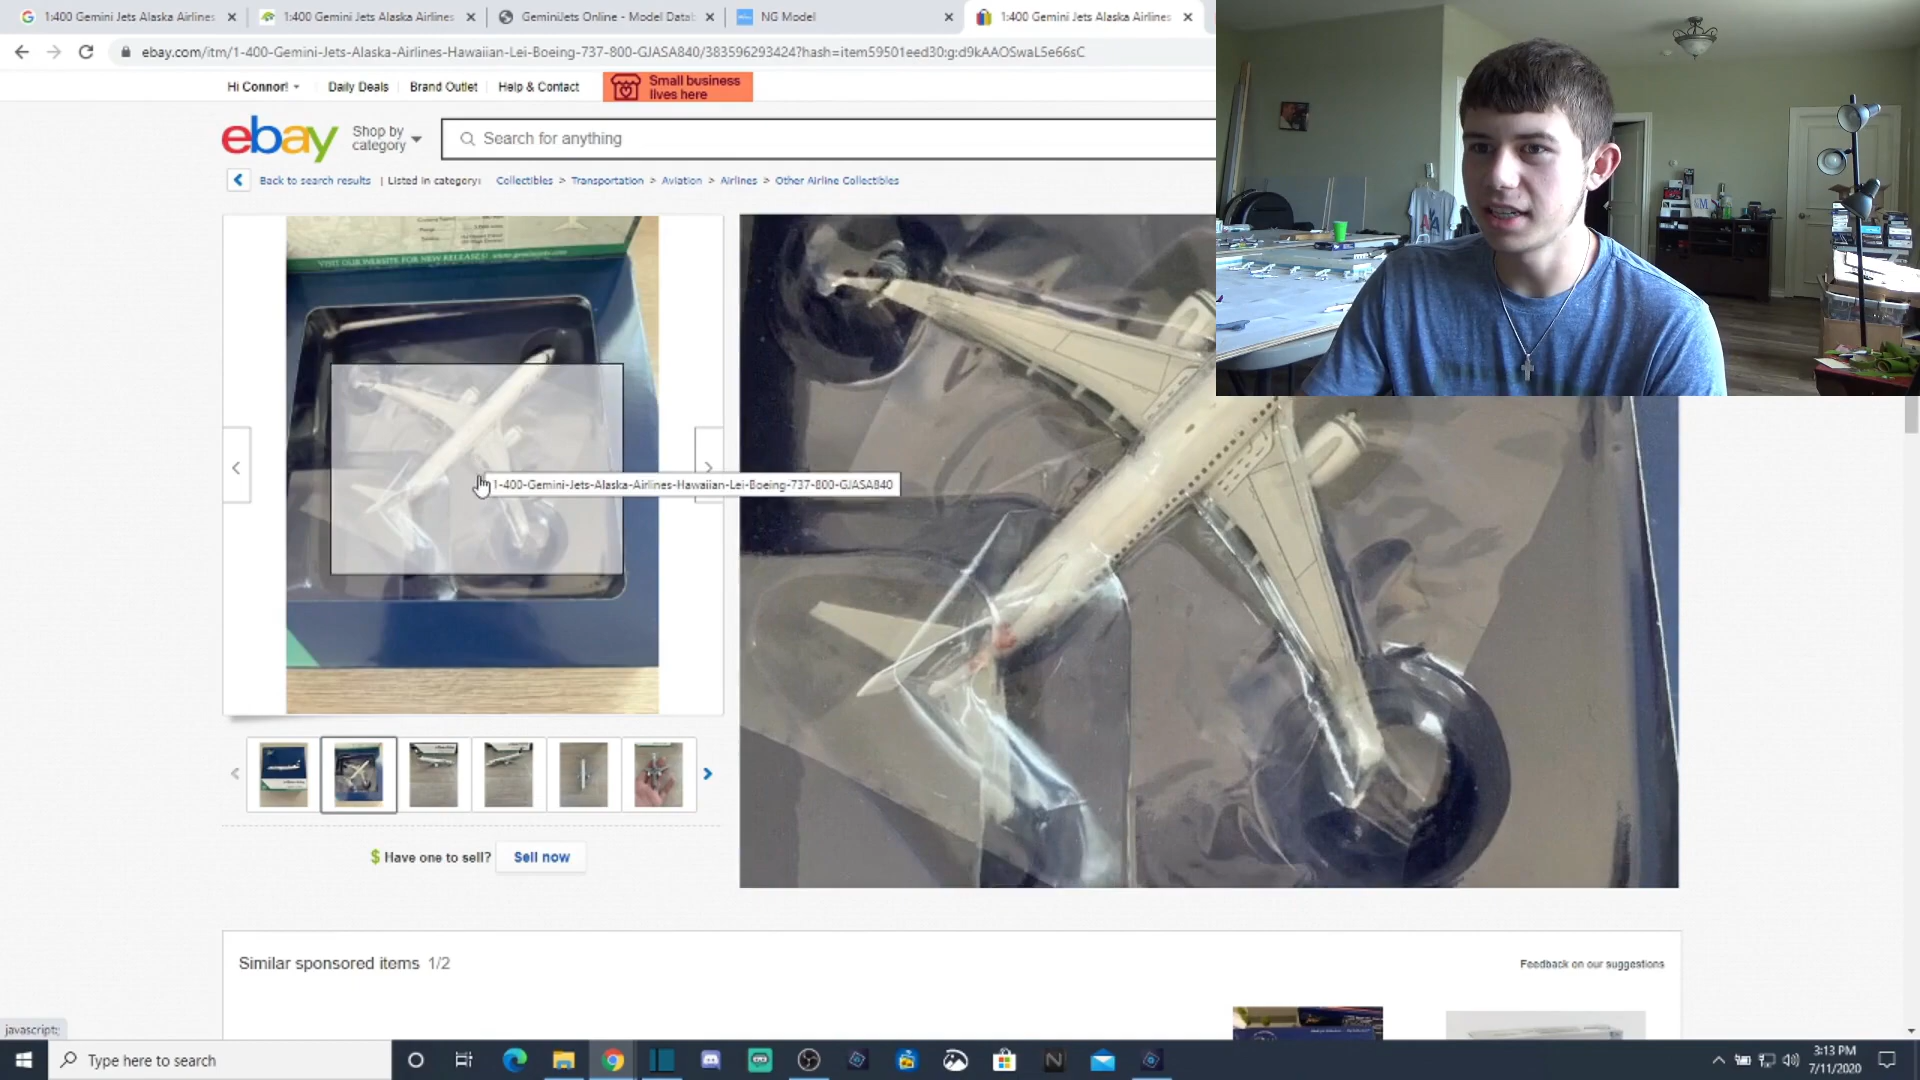 1:400 Gemini Jets Alaska Airlines
1:400 Gemini Jets Alaska Airlines
GeminiJets Online - Model Datab
NG Model
1:400 Gemini Jets Alaska Airlines
ebay.com/itm/1-400-Gemini-Jets-Alaska-Airlines-Hawaiian-Lei-Boeing-737-800-GJASA840/383596293424?hash=item59501eed30:g:d9kAAOSwaL5e66sC
Hi Connor!
Daily Deals
Brand Outlet
Help & Contact
Small business
lives here
ebay
Shop by
category
Search for anything
Back to search results | Listed in category:
Collectibles > Transportation > Aviation > Airlines > Other Airline Collectibles
VISIT OUR WEBSITE FOR NEW RELEASES!
1-400-Gemini-Jets-Alaska-Airlines-Hawaiian-Lei-Boeing-737-800-GJASA840
$ Have one to sell?
Sell now
Similar sponsored items 1/2
Feedback on our suggestions
javascript:;
Type here to search
3:13 PM
7/11/2020